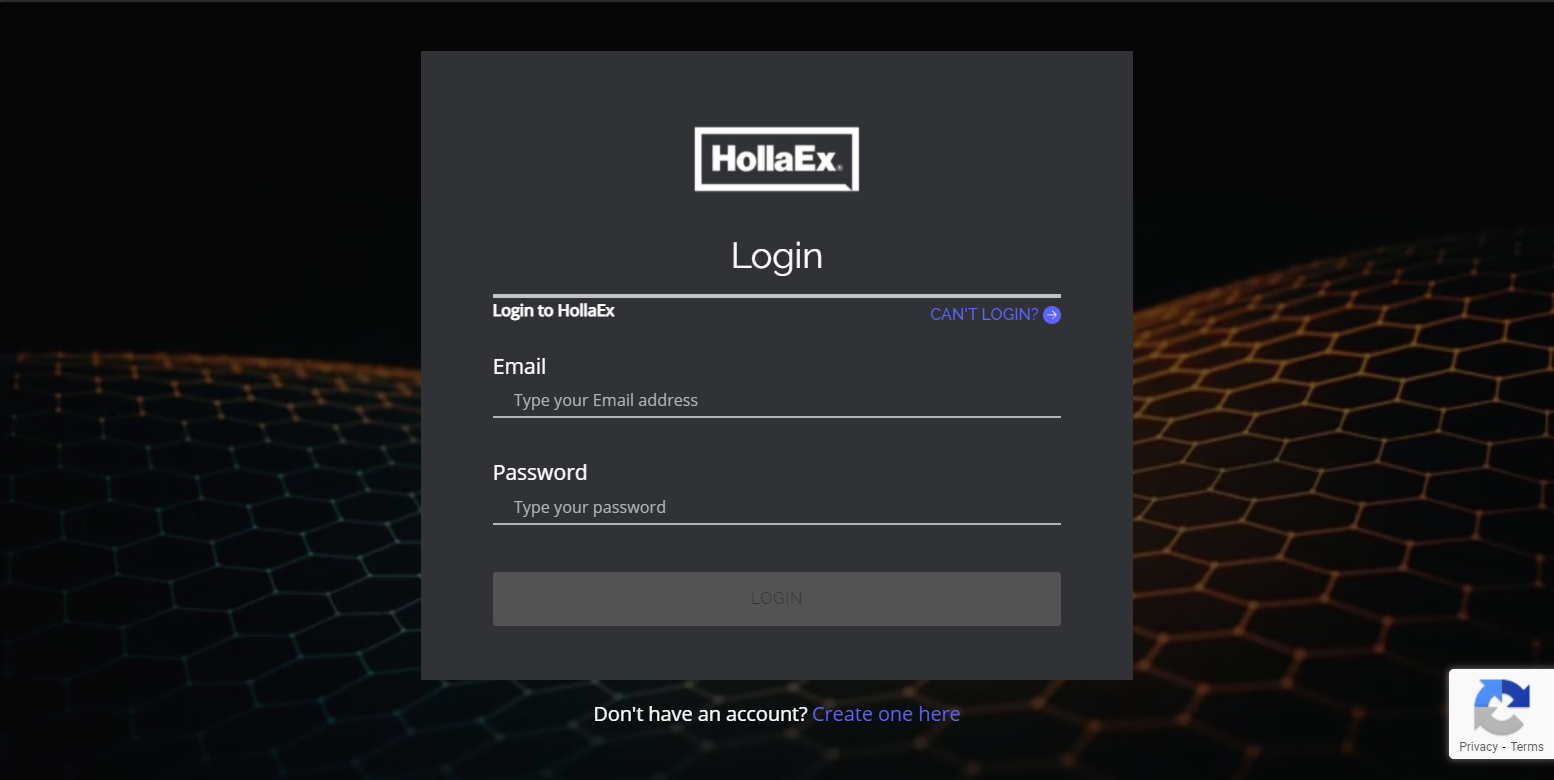 HollaEx®
Login
Login to HollaEx
CAN'T LOGIN?
Email
Type your Email address
Password
Type your password
LOGIN
Don't have an account? Create one here
Privacy - Terms